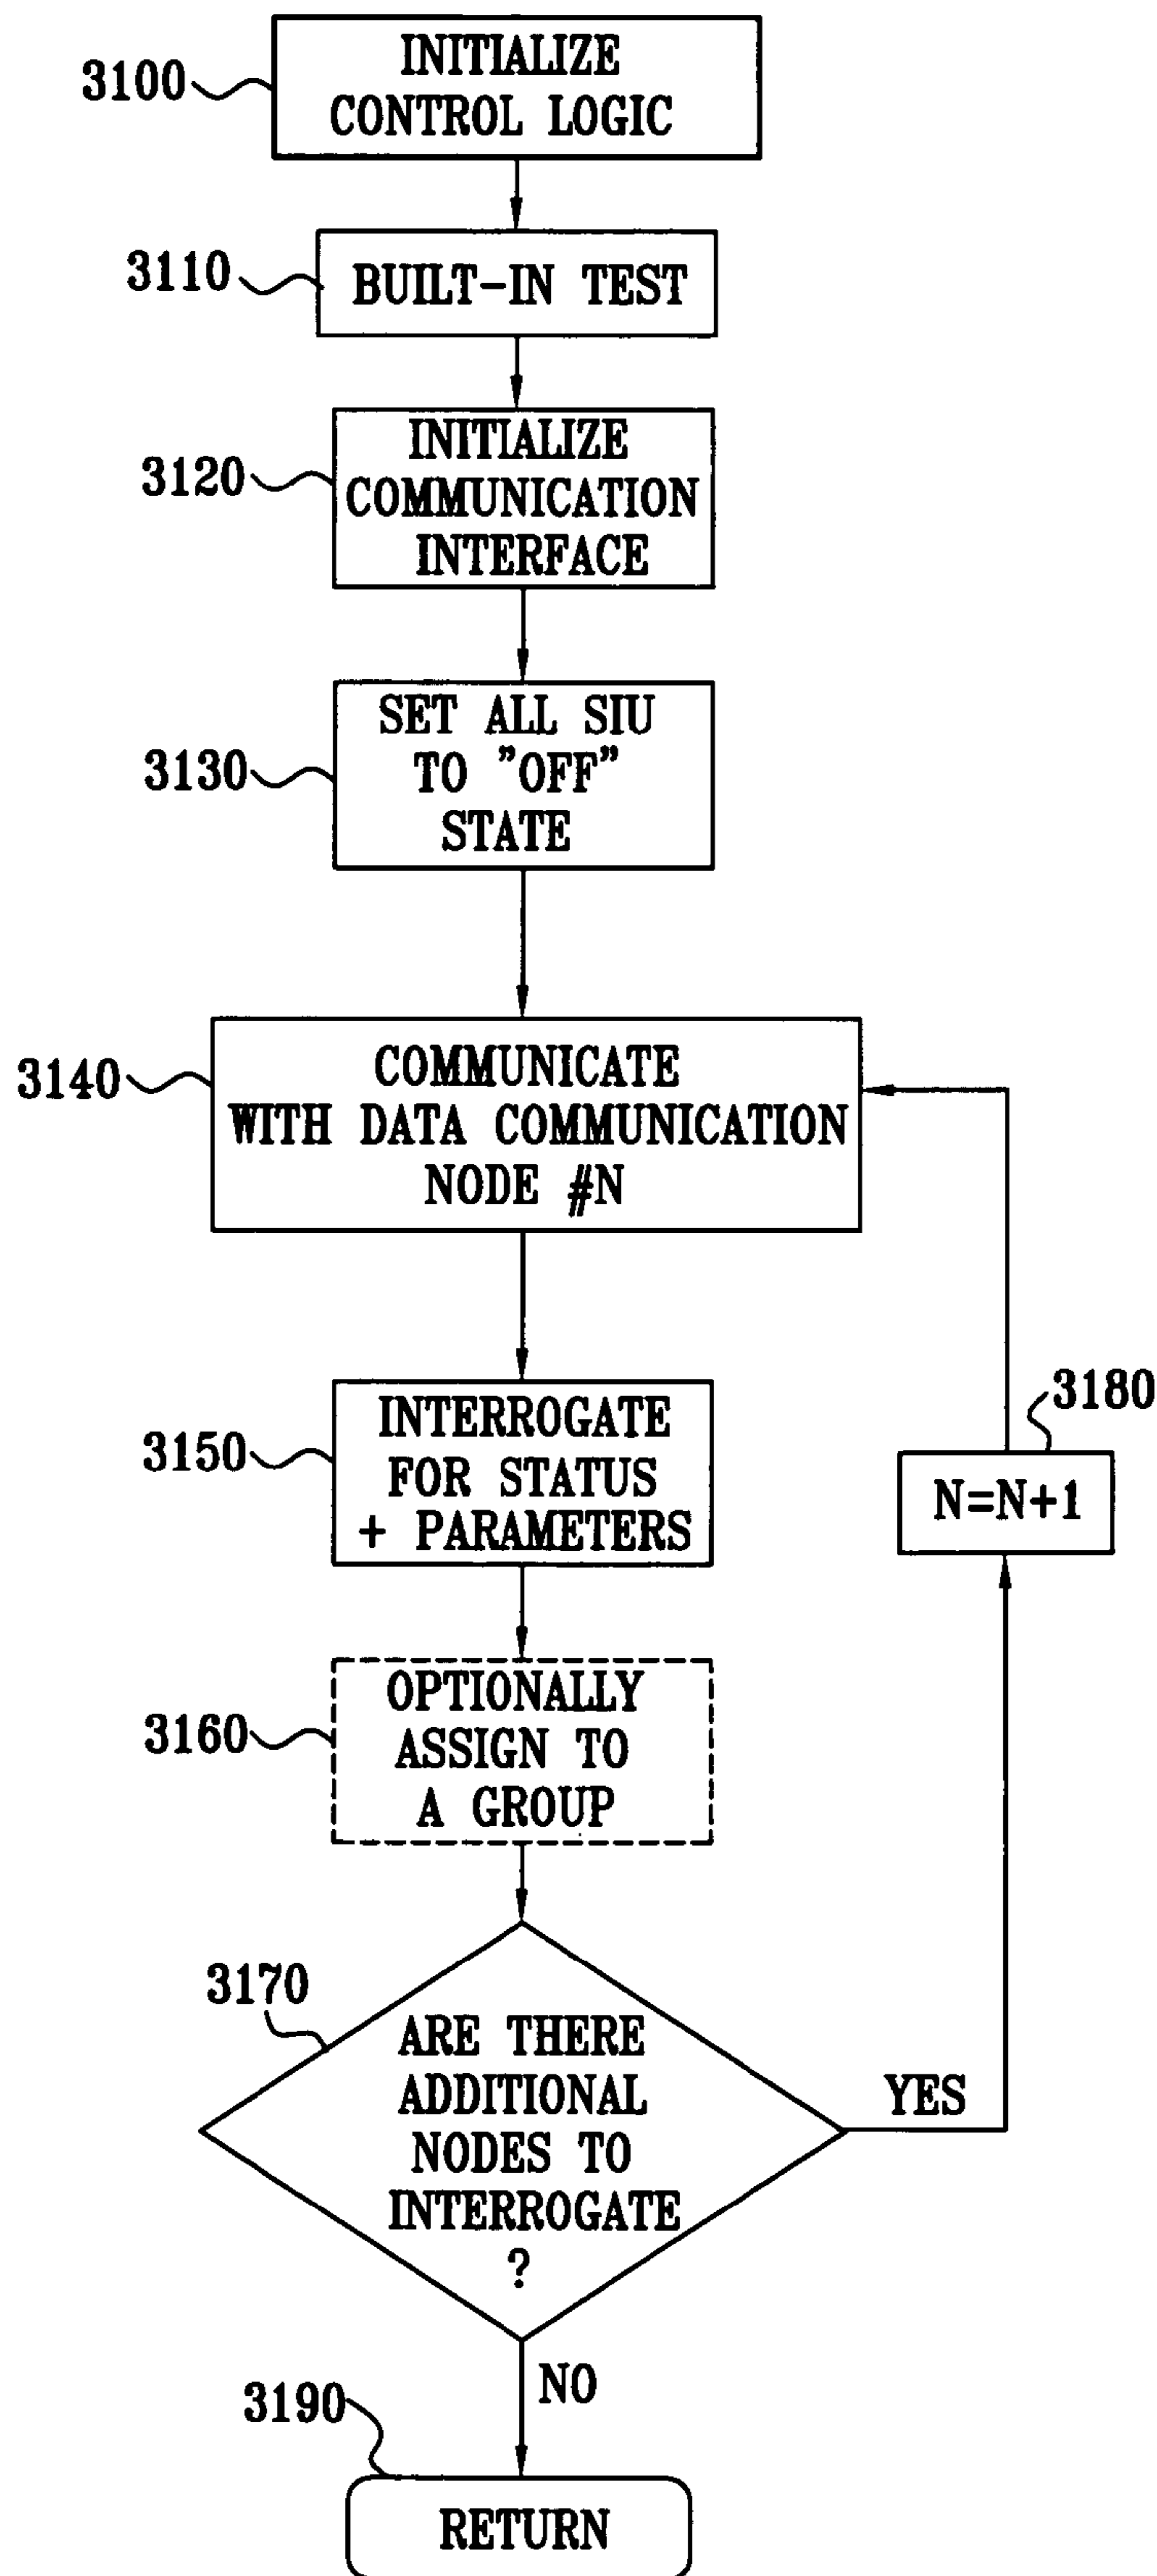 INITIALIZE
CONTROL LOGIC
3100
BUILT-IN TEST
3110
INITIALIZE
COMMUNICATION
INTERFACE
3120
SET ALL SIU
TO "OFF"
STATE
3130
COMMUNICATE
WITH DATA COMMUNICATION
NODE #N
3140
INTERROGATE
FOR STATUS
+ PARAMETERS
3150
3180
N=N+1
OPTIONALLY
ASSIGN TO
A GROUP
3160
3170
ARE THERE
ADDITIONAL
NODES TO
INTERROGATE
?
YES
NO
3190
RETURN